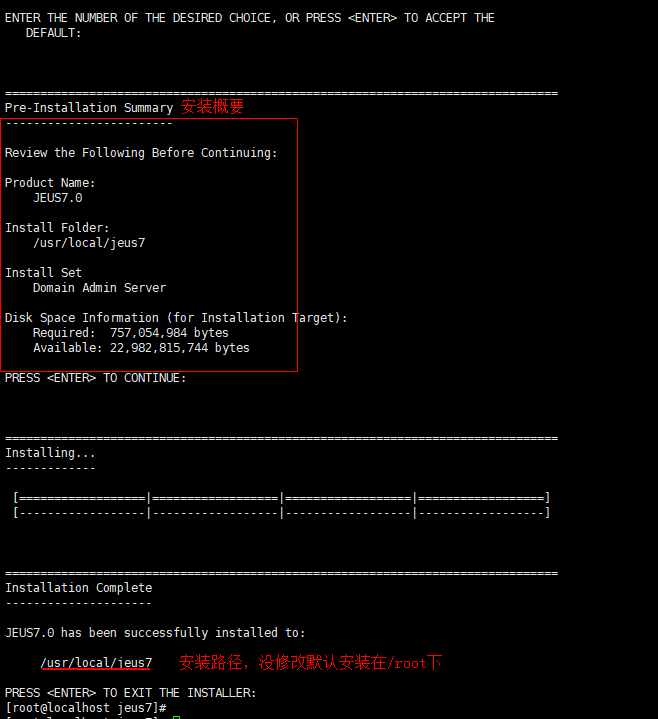 ENTER THE NUMBER OF THE DESIRED CHOICE, OR PRESS <ENTER> TO ACCEPT THE
DEFAULT:
===============================================================================
Pre-Installation Summary 安装概要
------------------------
Review the Following Before Continuing:
Product Name:
JEUS7.0
Install Folder:
/usr/local/jeus7
Install Set
Domain Admin Server
Disk Space Information (for Installation Target):
Required:  757,054,984 bytes
Available: 22,982,815,744 bytes
PRESS <ENTER> TO CONTINUE:
===============================================================================
Installing...
-------------
[==================|==================|==================|==================]
[------------------|------------------|------------------|------------------]
===============================================================================
Installation Complete
---------------------
JEUS7.0 has been successfully installed to:
/usr/local/jeus7 安装路径，没修改默认安装在/root下
PRESS <ENTER> TO EXIT THE INSTALLER:
[root@localhost jeus7]#
[root@localhost jeus7]#